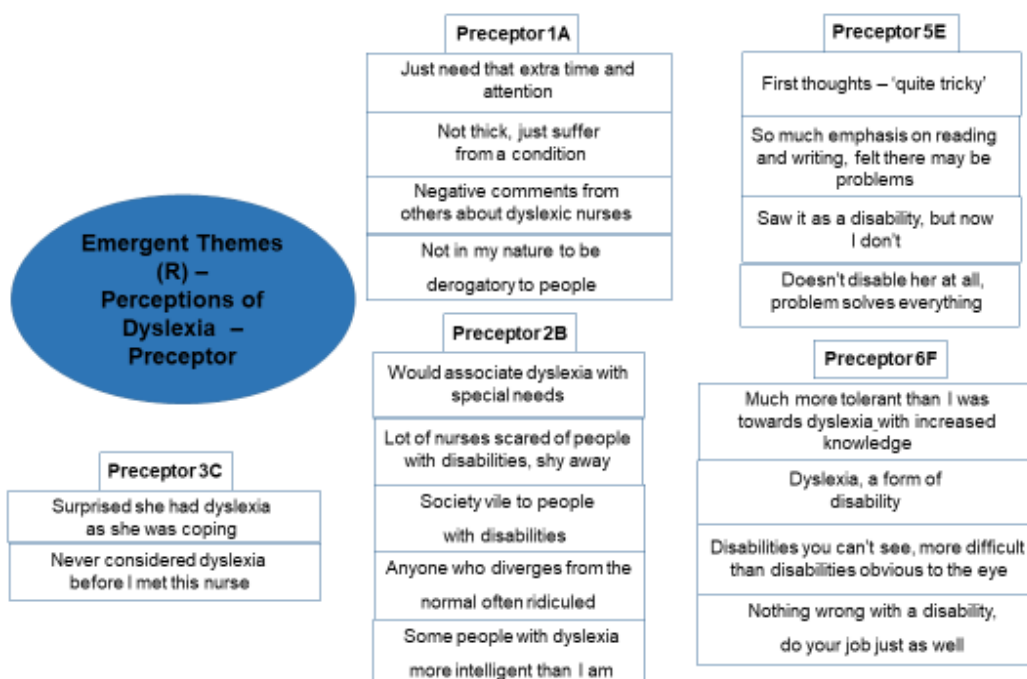 Emergent Themes
(R) –
Perceptions of
Dyslexia –
Preceptor
Preceptor 1A
Just need that extra time and
attention
Not thick, just suffer
from a condition
Negative comments from
others about dyslexic nurses
Not in my nature to be
derogatory to people
Preceptor 2B
Would associate dyslexia with
special needs
Lot of nurses scared of people
with disabilities, shy away
Society vile to people
with disabilities
Anyone who diverges from the
normal often ridiculed
Some people with dyslexia
more intelligent than I am
Preceptor 3C
Surprised she had dyslexia
as she was coping
Never considered dyslexia
before I met this nurse
Preceptor 5E
First thoughts – ‘quite tricky’
So much emphasis on reading
and writing, felt there may be
problems
Saw it as a disability, but now
I don’t
Doesn’t disable her at all,
problem solves everything
Preceptor 6F
Much more tolerant than I was
towards dyslexia with increased
knowledge
Dyslexia, a form of
disability
Disabilities you can’t see, more difficult
than disabilities obvious to the eye
Nothing wrong with a disability,
do your job just as well